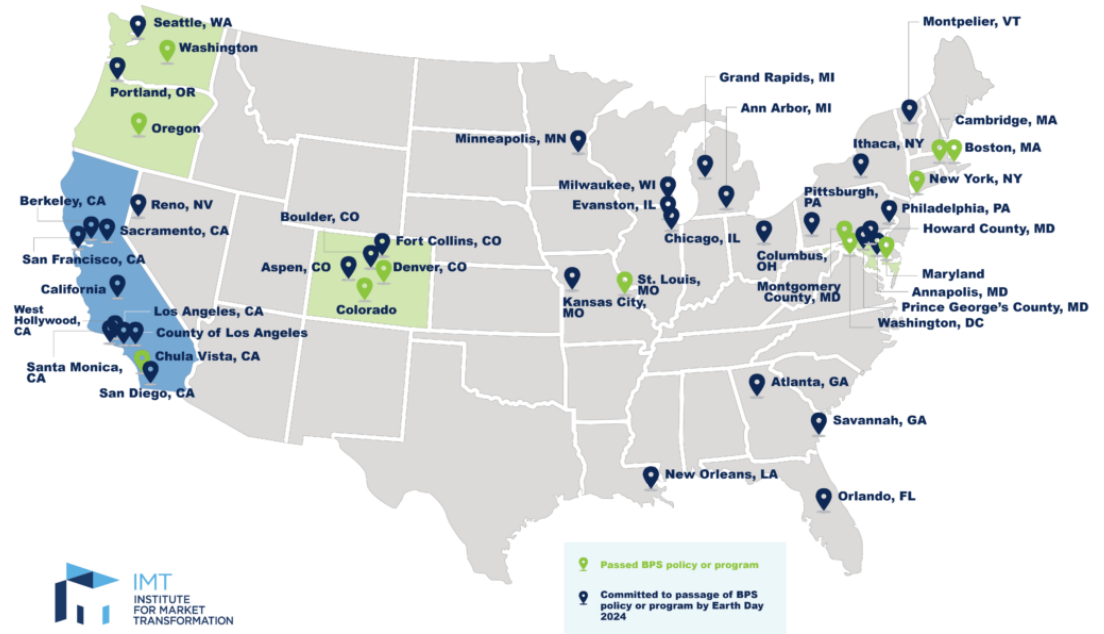 Seattle, WA
Washington
Portland, OR
Oregon
Berkeley, CA
Reno, NV
Sacramento, CA
San Francisco, CA
California
West
Hollywood,
CA
Los Angeles, CA
County of Los Angeles
Santa Monica,
CA
Chula Vista, CA
San Diego, CA
Boulder, CO
Fort Collins, CO
Aspen, CO
Denver, CO
Colorado
Minneapolis, MN
Milwaukee, WI
Evanston, IL
Chicago, IL
Grand Rapids, MI
Ann Arbor, MI
Kansas City,
MO
St. Louis,
MO
Columbus,
OH
Pittsburgh,
PA
Montpelier, VT
Cambridge, MA
Boston, MA
Ithaca, NY
New York, NY
Philadelphia, PA
Howard County, MD
Maryland
Montgomery
County, MD
Annapolis, MD
Prince George's County, MD
Washington, DC
Atlanta, GA
Savannah, GA
New Orleans, LA
Orlando, FL
Passed BPS policy or program
Committed to passage of BPS
policy or program by Earth Day
2024
IMT
INSTITUTE
FOR MARKET
TRANSFORMATION